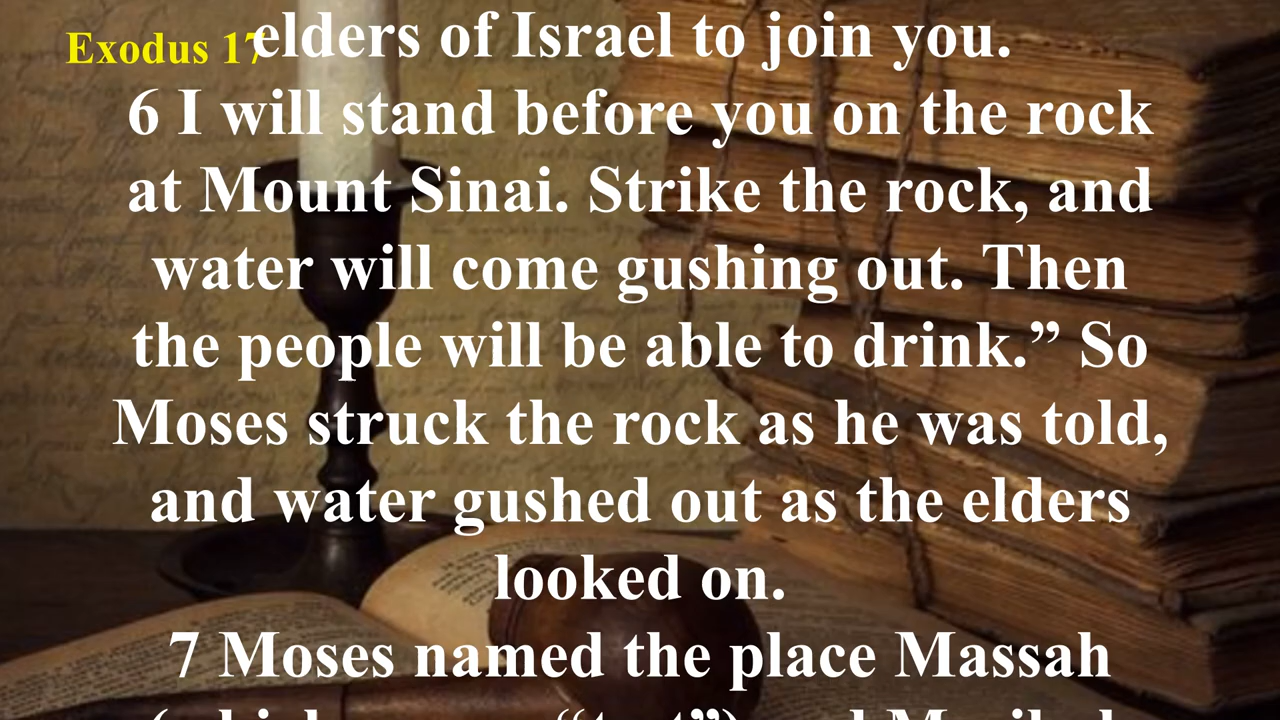 Exodus 17
elders of Israel to join you.
6 I will stand before you on the rock
at Mount Sinai. Strike the rock, and
water will come gushing out. Then
the people will be able to drink.” So
Moses struck the rock as he was told,
and water gushed out as the elders
looked on.
7 Moses named the place Massah